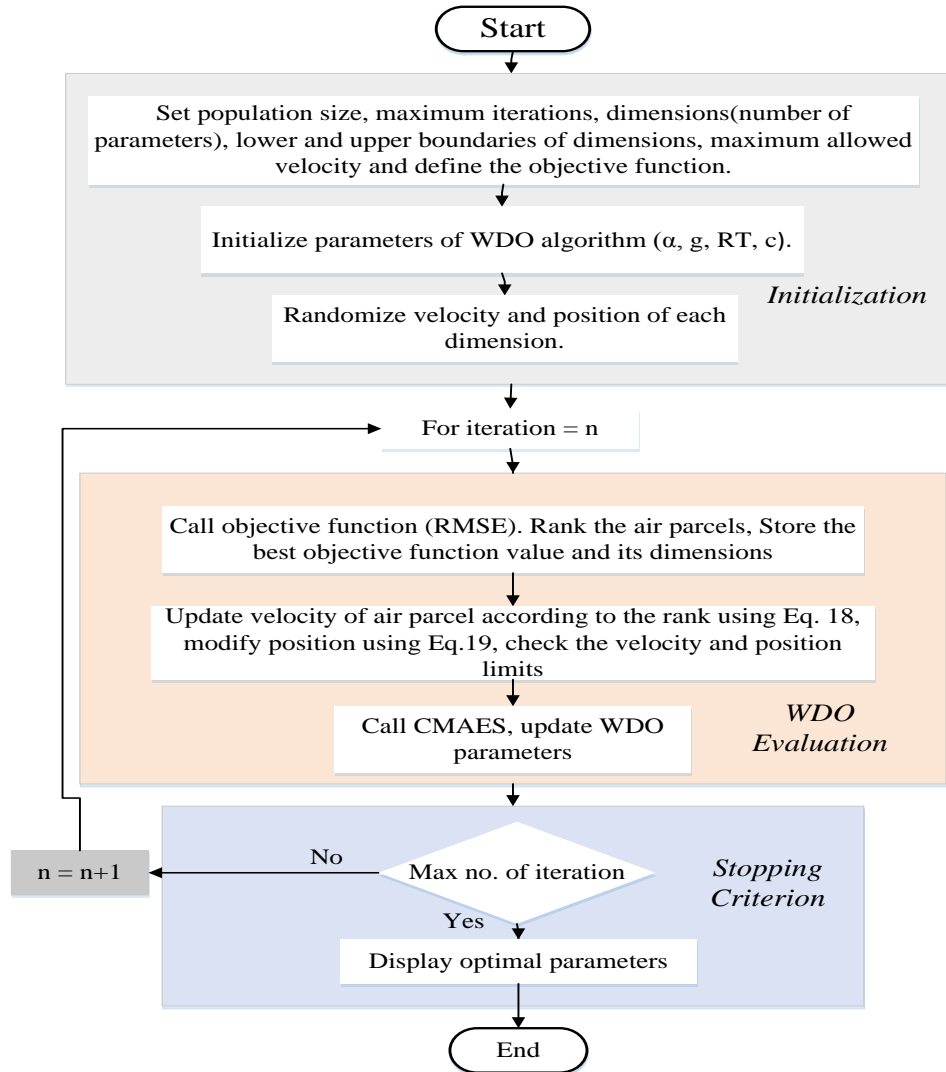 Start
Set population size, maximum iterations, dimensions(number of
parameters), lower and upper boundaries of dimensions, maximum allowed
velocity and define the objective function.
Initialize parameters of WDO algorithm (α, g, RT, c).
Initialization
Randomize velocity and position of each
dimension.
For iteration = n
Call objective function (RMSE). Rank the air parcels, Store the
best objective function value and its dimensions
Update velocity of air parcel according to the rank using Eq. 18,
modify position using Eq.19, check the velocity and position
limits
Call CMAES, update WDO
parameters
WDO
Evaluation
No
n = n+1
Max no. of iteration
Stopping
Criterion
Yes
Display optimal parameters
End